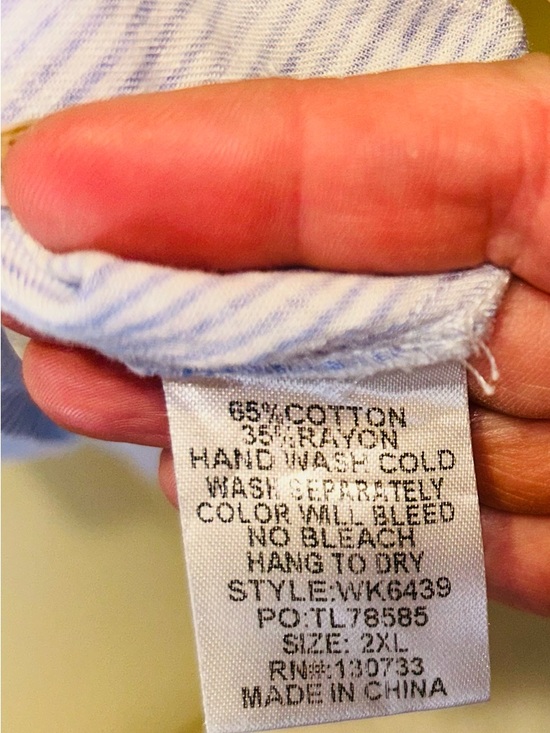 65%COTTON
35%RAYON
HAND WASH COLD
WASH SEPARATELY
COLOR WILL BLEED
NO BLEACH
HANG TO DRY
STYLE:WK6439
PO:TL78585
SIZE: 2XL
RN#:130733
MADE IN CHINA